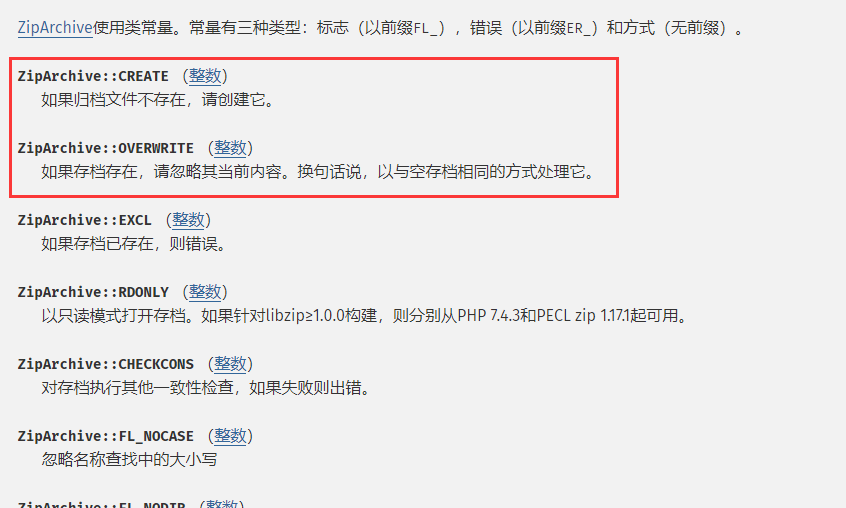 ZipArchive使用类常量。常量有三种类型：标志（以前缀FL_），错误（以前缀ER_）和方式（无前缀）。
ZipArchive::CREATE （整数）
如果归档文件不存在，请创建它。
ZipArchive::OVERWRITE （整数）
如果存档存在，请忽略其当前内容。换句话说，以与空存档相同的方式处理它。
ZipArchive::EXCL （整数）
如果存档已存在，则错误。
ZipArchive::RDONLY （整数）
以只读模式打开存档。如果针对libzip≥1.0.0构建，则分别从PHP 7.4.3和PECL zip 1.17.1起可用。
ZipArchive::CHECKCONS （整数）
对存档执行其他一致性检查，如果失败则出错。
ZipArchive::FL_NOCASE （整数）
忽略名称查找中的大小写
ZipArchive::FL_NODIR （整数）